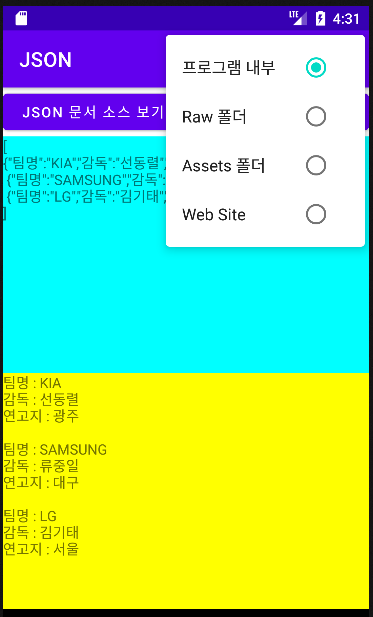 4:31
LTE
JSON
프로그램 내부
Raw 폴더
Assets 폴더
Web Site
JSON 문서 소스 보기
[
{"팀명":"KIA","감독":"선동렬",
{"팀명":"SAMSUNG""감독":
{"팀명":"LG""감독":"김기태"
]
팀명 : KIA
감독 : 선동렬
연고지 : 광주
팀명 : SAMSUNG
감독 : 류중일
연고지 : 대구
팀명 : LG
감독 : 김기태
연고지 : 서울